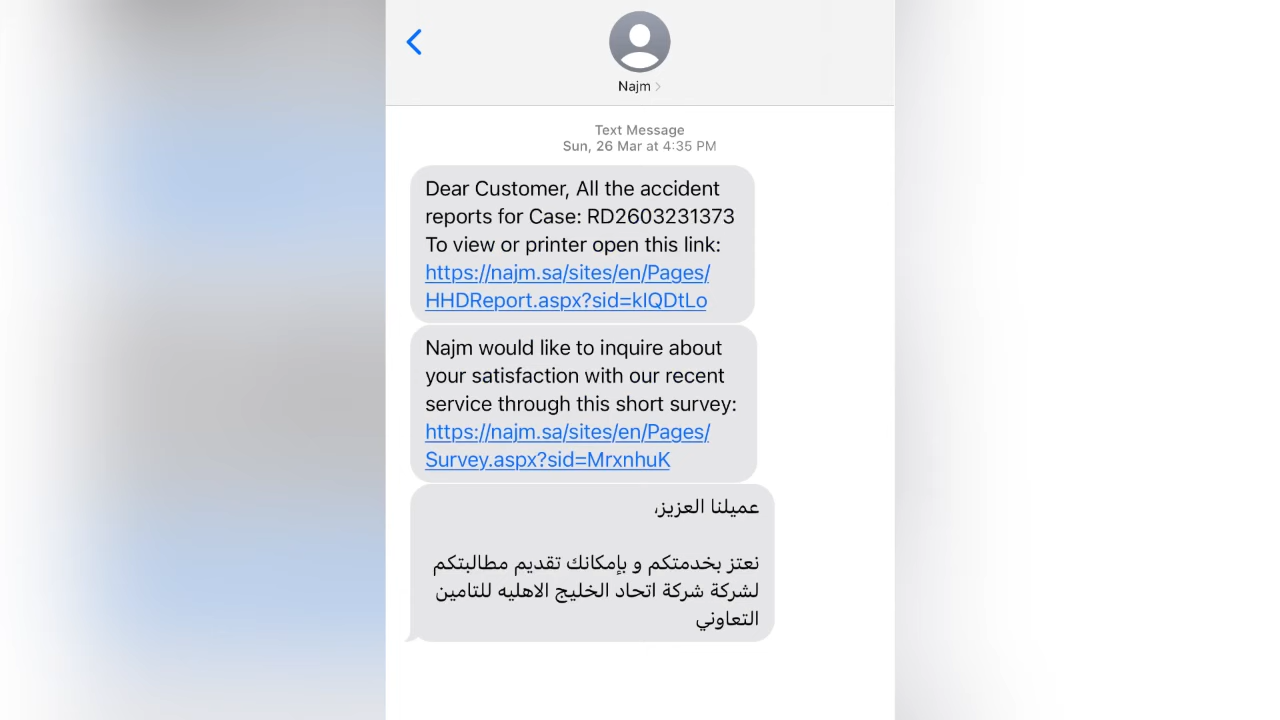 Najm
Text Message
Sun, 26 Mar at 4:35 PM
Dear Customer, All the accident
reports for Case: RD2603231373
To view or printer open this link:
https://najm.sa/sites/en/Pages/
HHDReport.aspx?sid=kIQDtLo
Najm would like to inquire about
your satisfaction with our recent
service through this short survey:
https://najm.sa/sites/en/Pages/
Survey.aspx?sid=MrxnhuK
عميلنا العزيز،
نعتز بخدمتكم و بإمكانك تقديم مطالبتكم
لشركة شركة اتحاد الخليج الاهليه للتامين
التعاوني